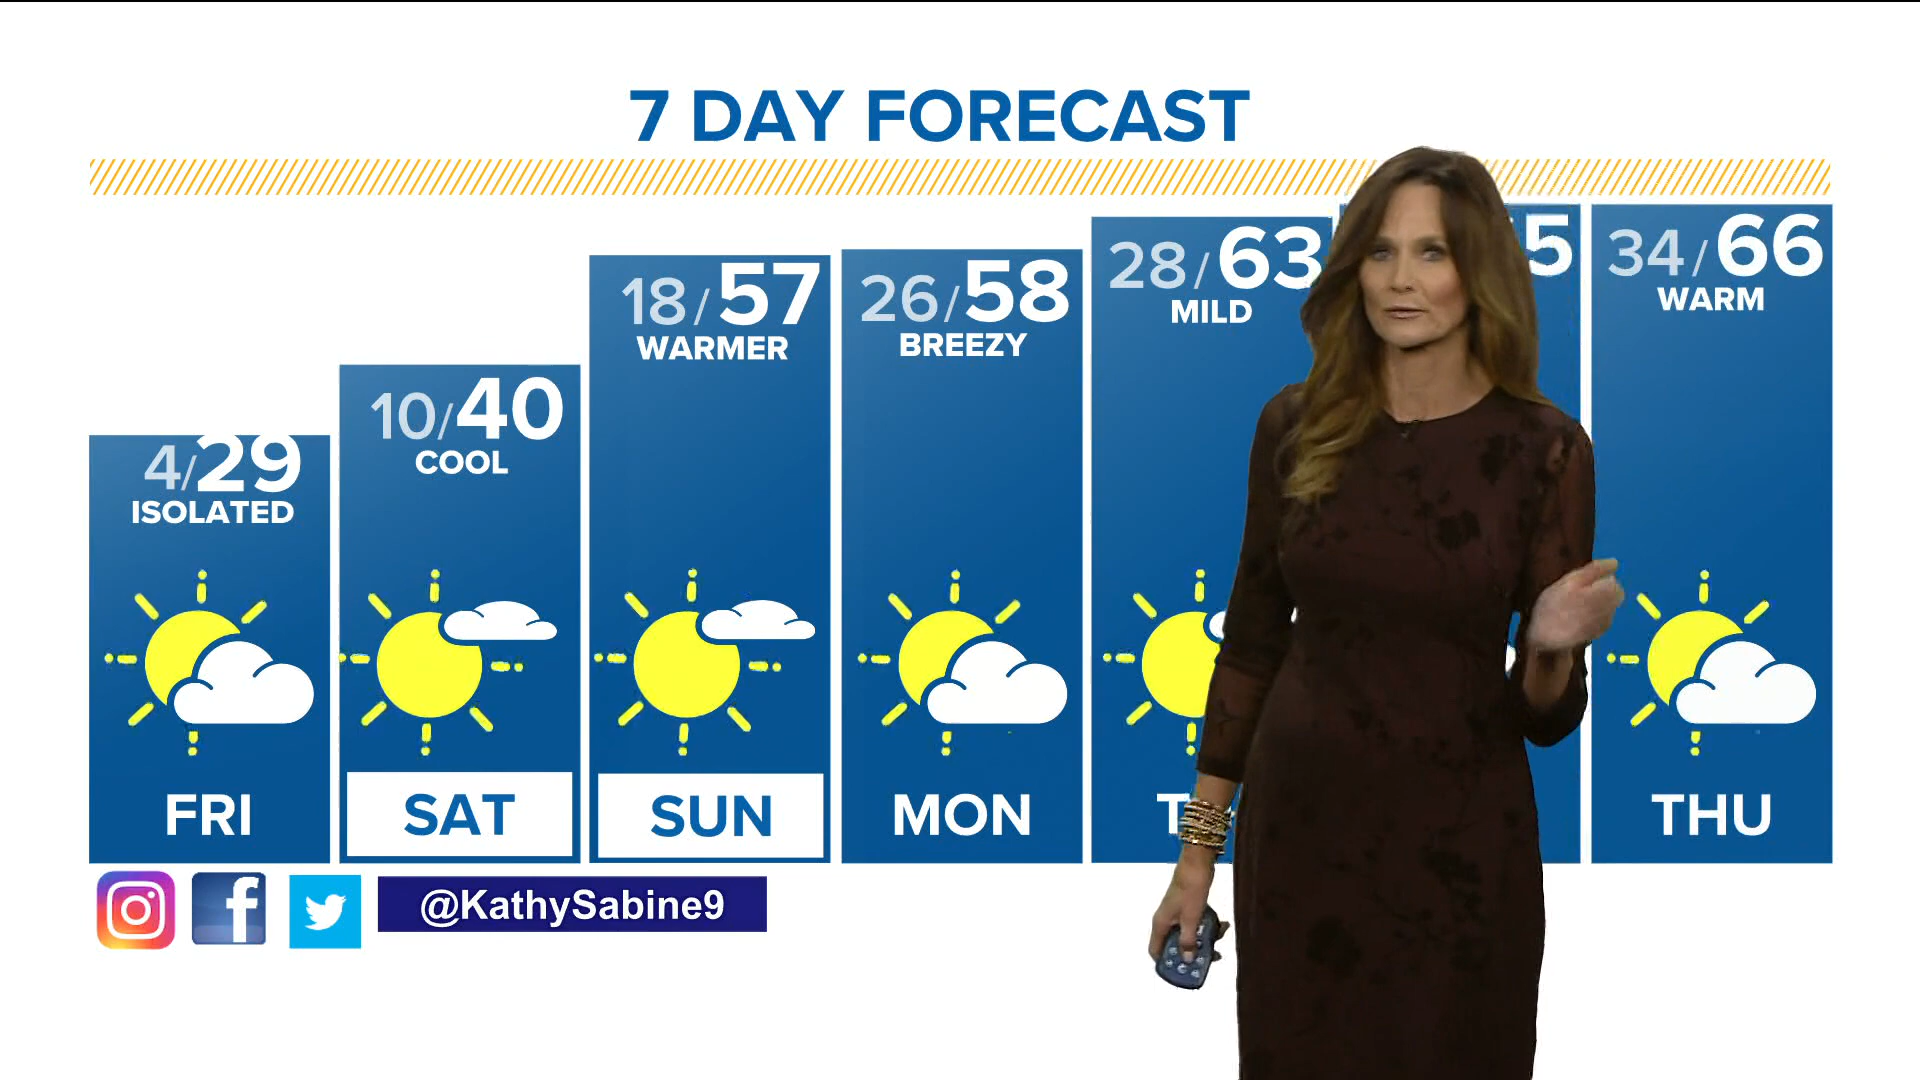 7 DAY FORECAST
4/29
ISOLATED
FRI
10/40
COOL
SAT
18/57
WARMER
SUN
26/58
BREEZY
MON
28/63
MILD
T
5
34/66
WARM
THU
@KathySabine9